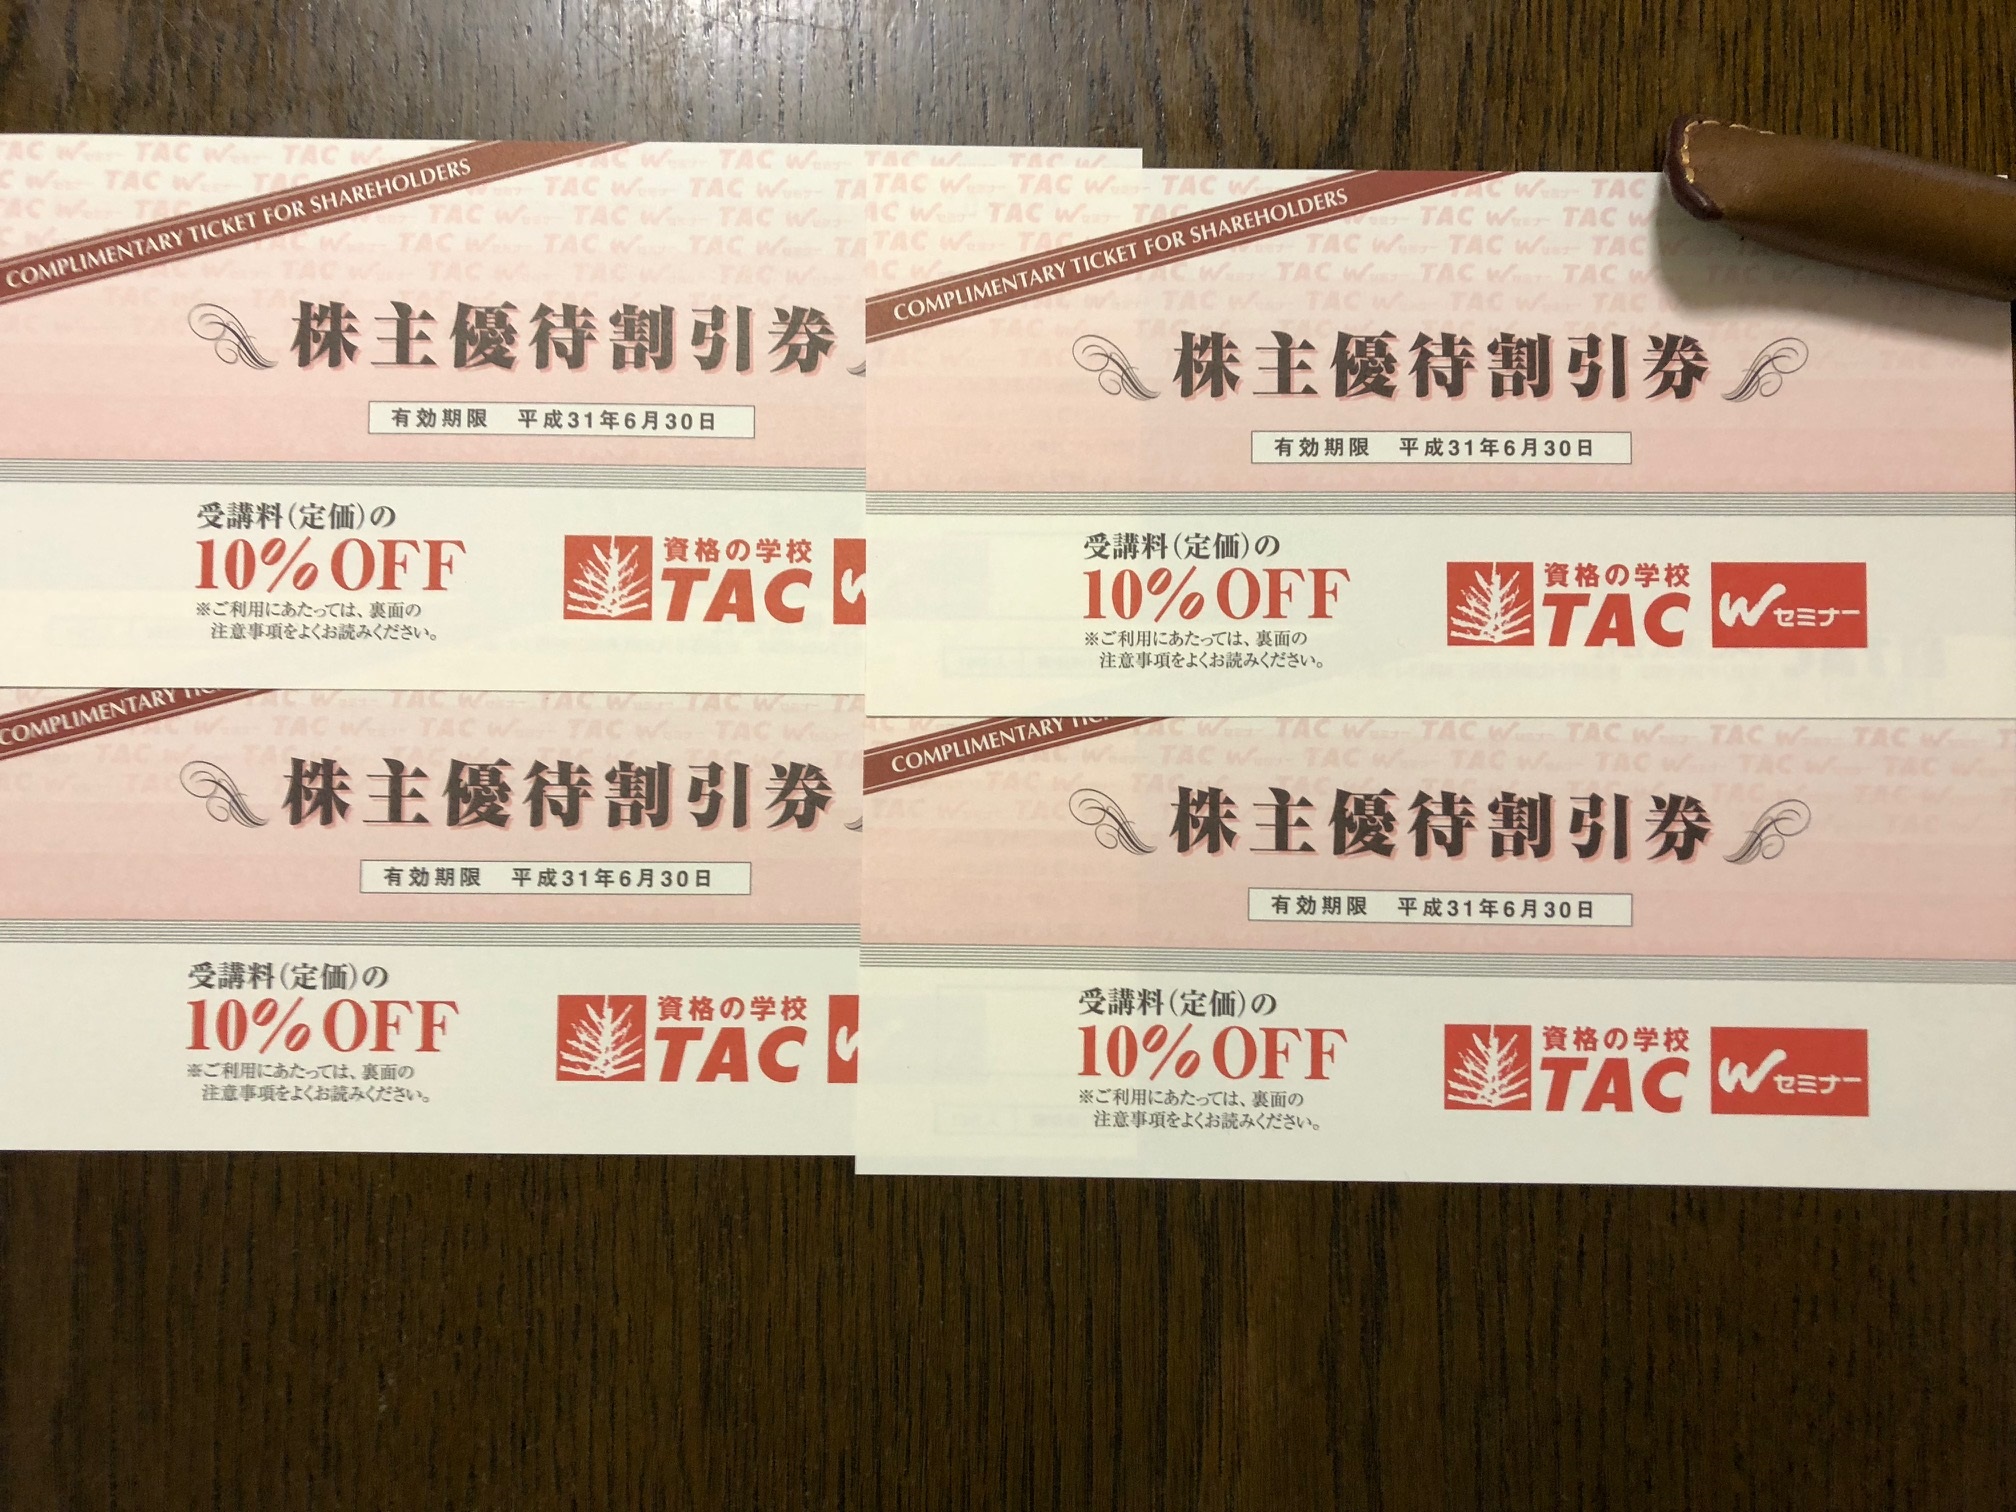 COMPLIMENTARY TICKET FOR SHAREHOLDERS
株主優待割引券
有効期限 平成31年6月30日
受講料(定価)の
10%OFF
※ご利用にあたっては、裏面の
注意事項をよくお読みください。
資格の学校
TAC
W
COMPLIMENTARY TICKET FOR SHAREHOLDERS
株主優待割引券
有効期限 平成31年6月30日
受講料(定価)の
10%OFF
※ご利用にあたっては、裏面の
注意事項をよくお読みください。
資格の学校
TAC
Wセミナー
COMPLIMENTARY
株主優待割引券
有効期限 平成31年6月30日
受講料(定価)の
10%OFF
※ご利用にあたっては、裏面の
注意事項をよくお読みください。
資格の学校
TAC
W
COMPLIMENTARY
株主優待割引券
有効期限 平成31年6月30日
受講料(定価)の
10%OFF
※ご利用にあたっては、裏面の
注意事項をよくお読みください。
資格の学校
TAC
Wセミナー